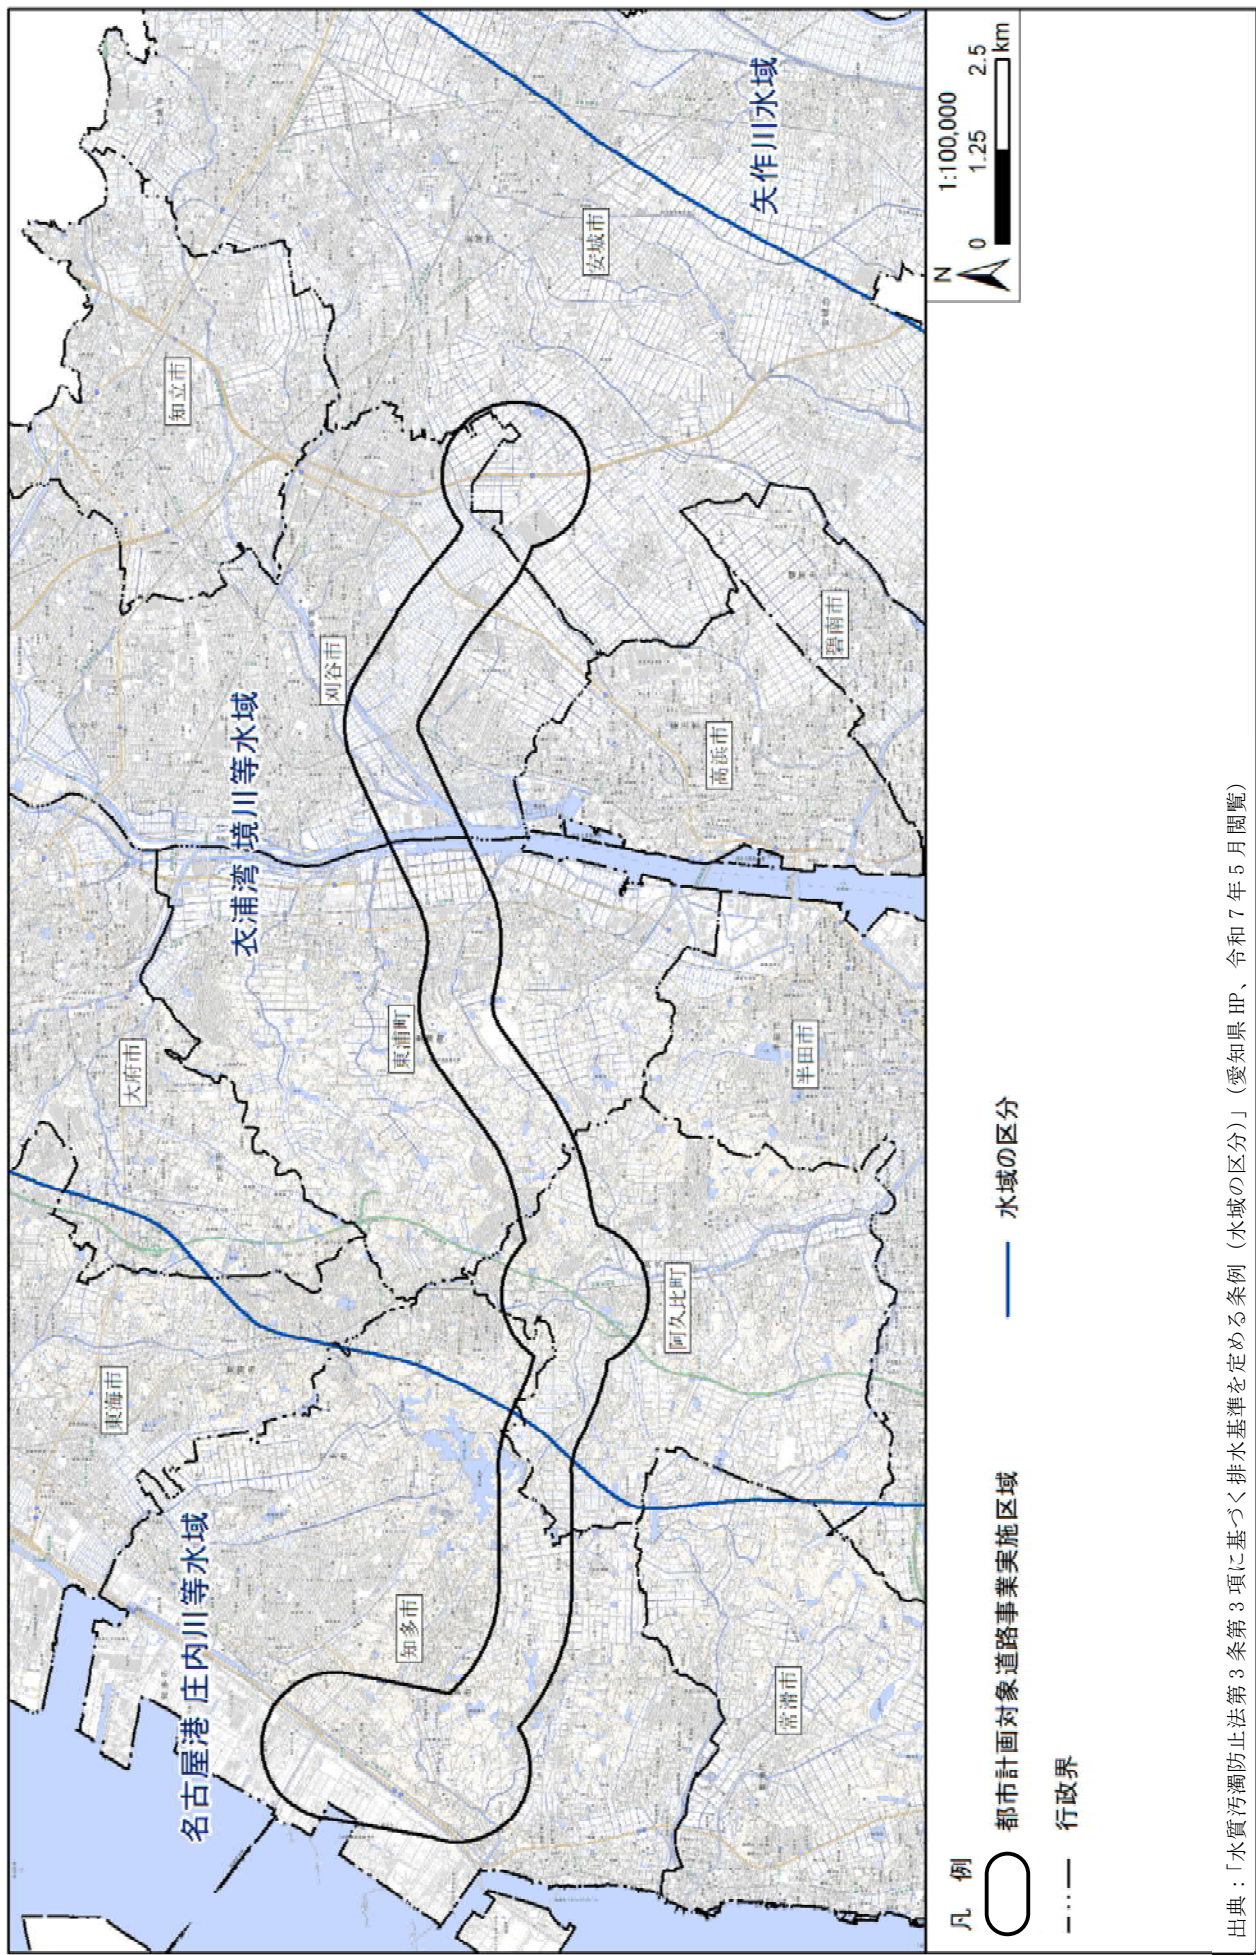 名古屋港 庄内川等水域
衣浦湾 境川等水域
矢作川水域
東海市
大府市
知立市
知多市
東浦町
刈谷市
安城市
常滑市
阿久比町
半田市
高浜市
碧南市
凡 例
都市計画対象道路事業実施区域
水域の区分
行政界
N
1:100,000
0 1.25 2.5
km
出典：「水質汚濁防止法第3条第3項に基づく排水基準を定める条例（水域の区分）」（愛知県HP、令和7年5月閲覧）